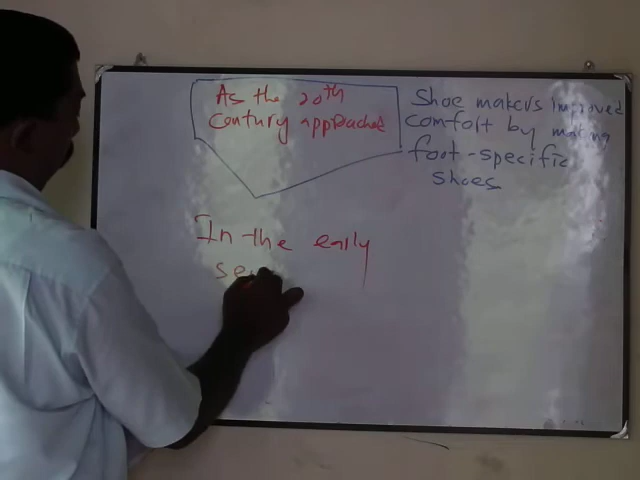 As the 20th
Century approached
Shoe makers improved
comfort by making
foot-specific
shoes
In the early